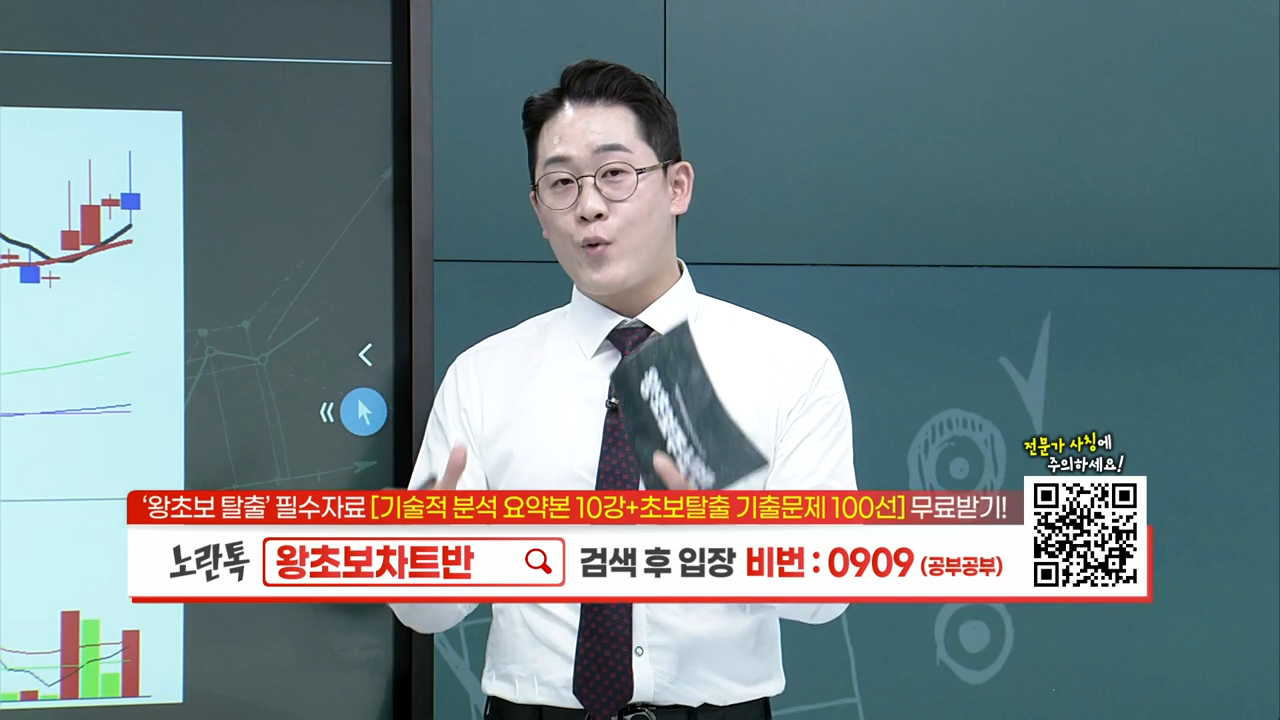 전문가 사칭에
주의하세요!
‘왕초보 탈출’ 필수자료 [기술적 분석 요약본 10강+초보탈출 기출문제 100선] 무료받기!
노란톡 왕초보차트반 검색 후 입장 비번 : 0909 (공부공부)